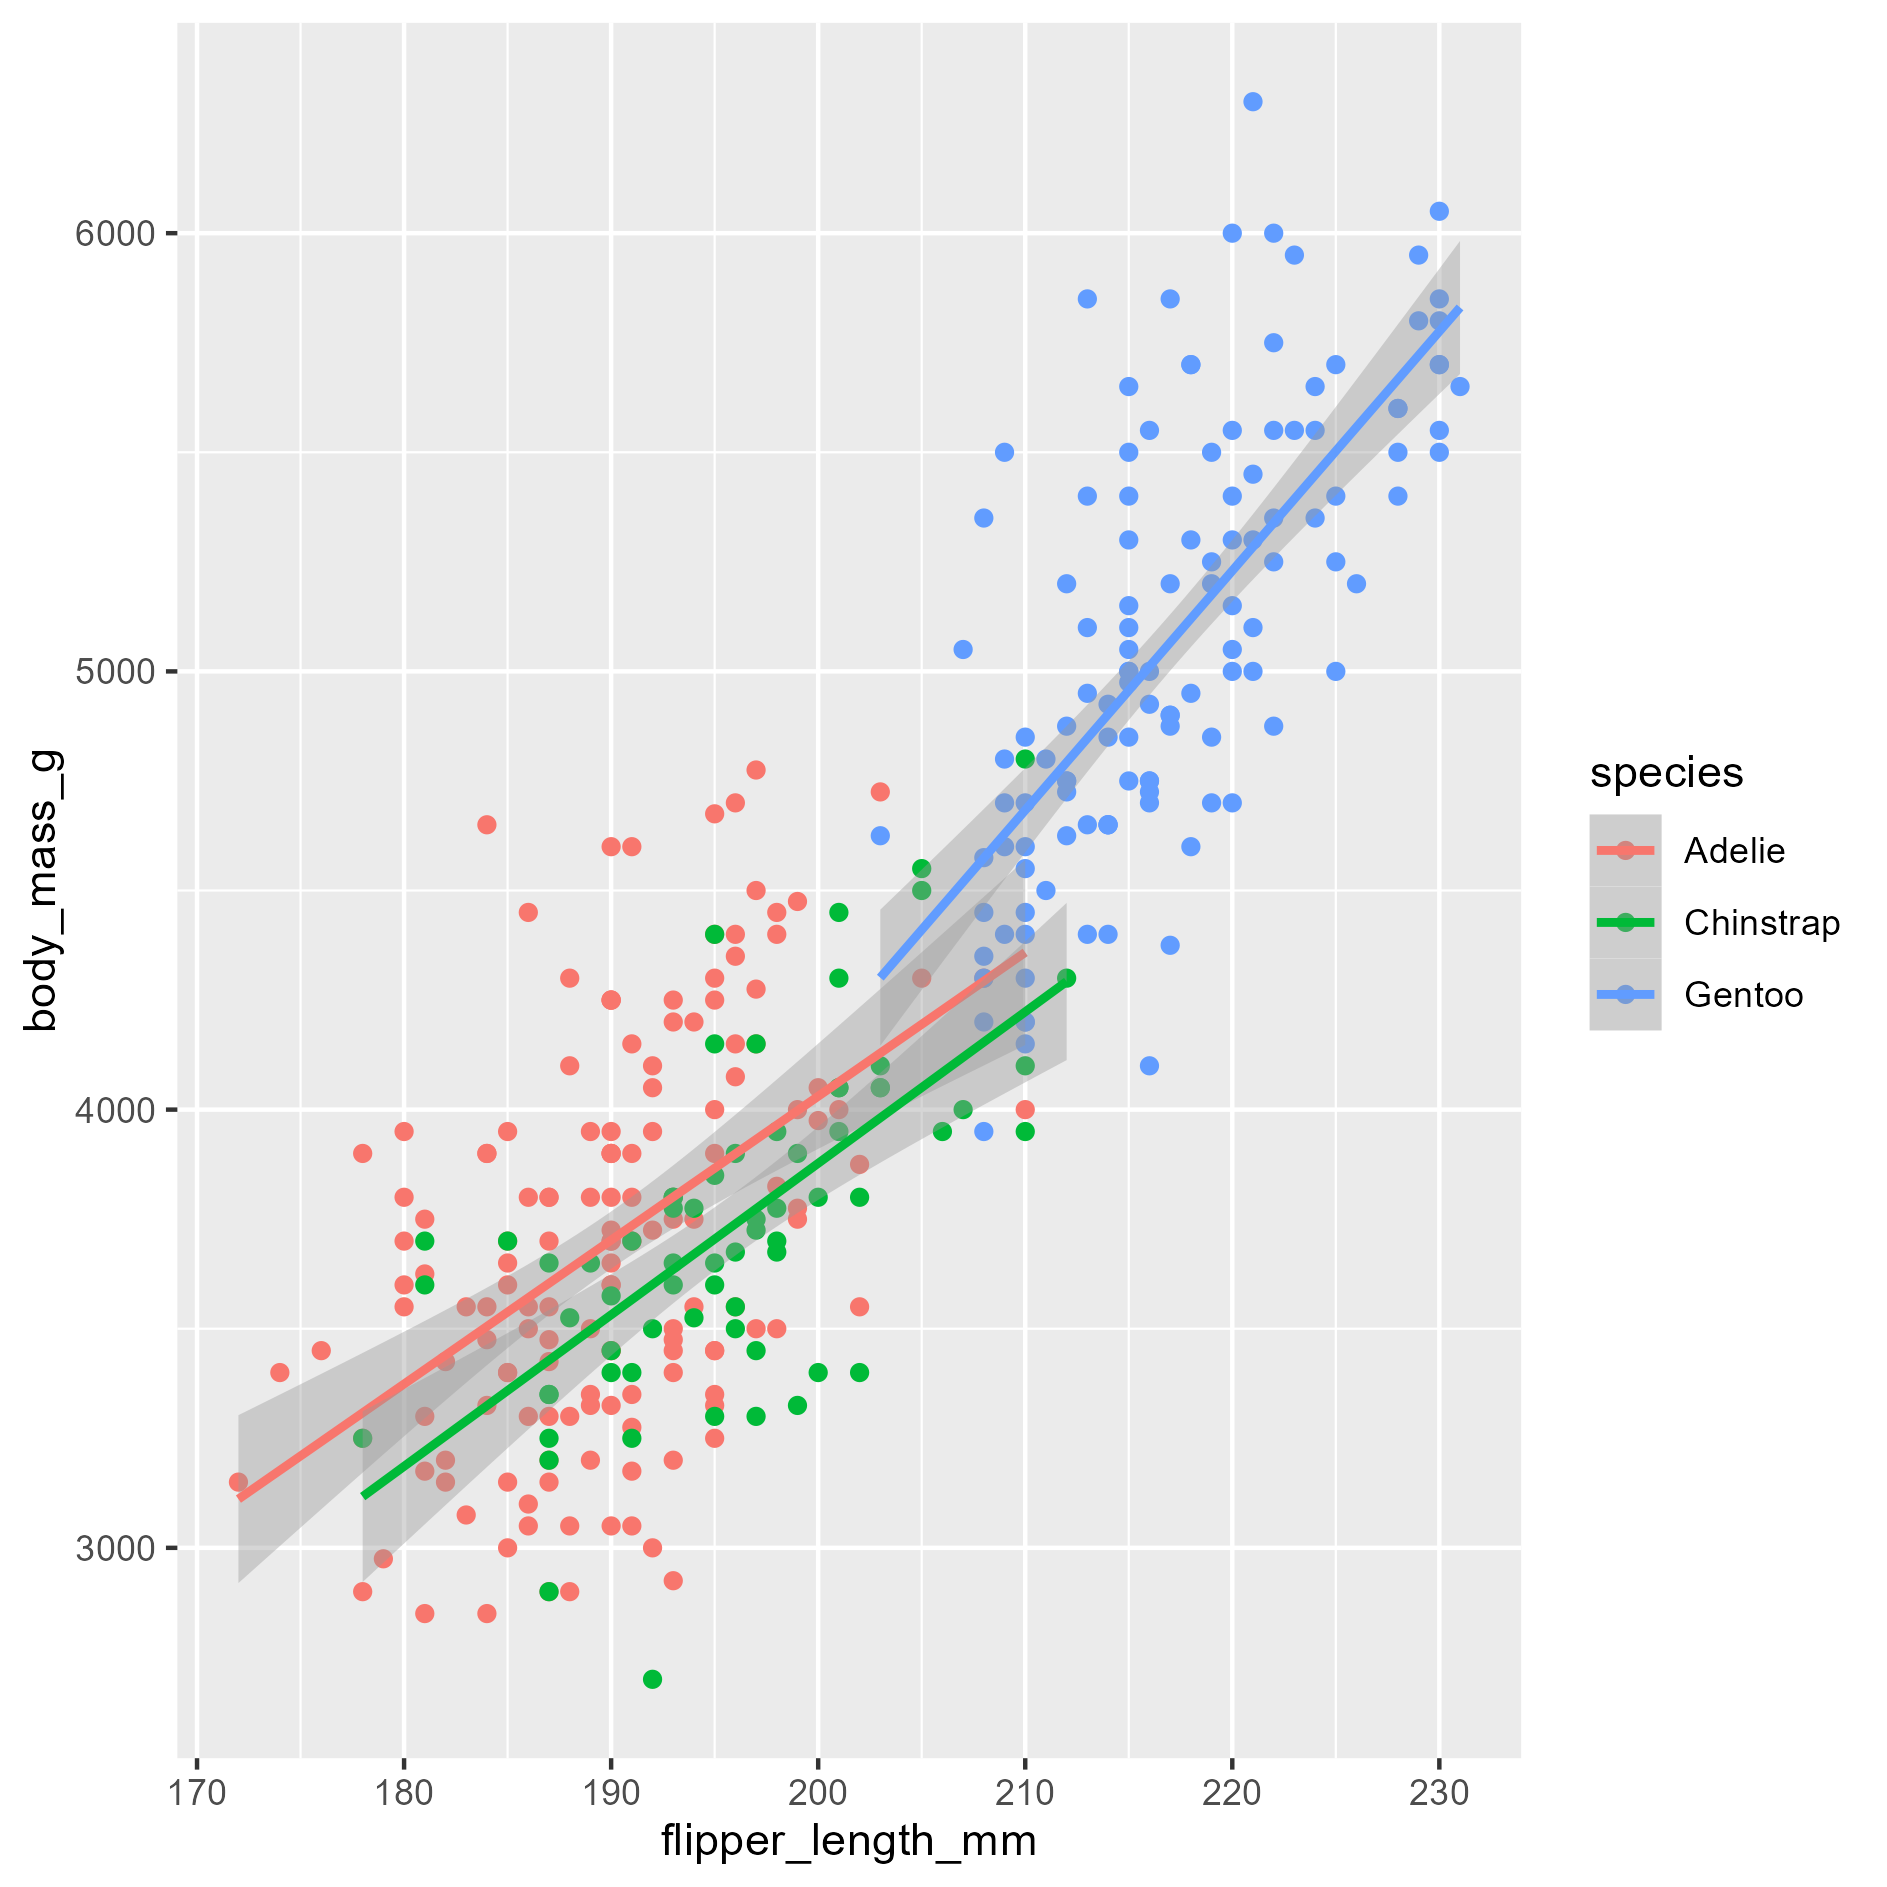 6000
5000
4000
3000
body_mass_g
170 180 190 200 210 220 230
flipper_length_mm
species
Adelie
Chinstrap
Gentoo